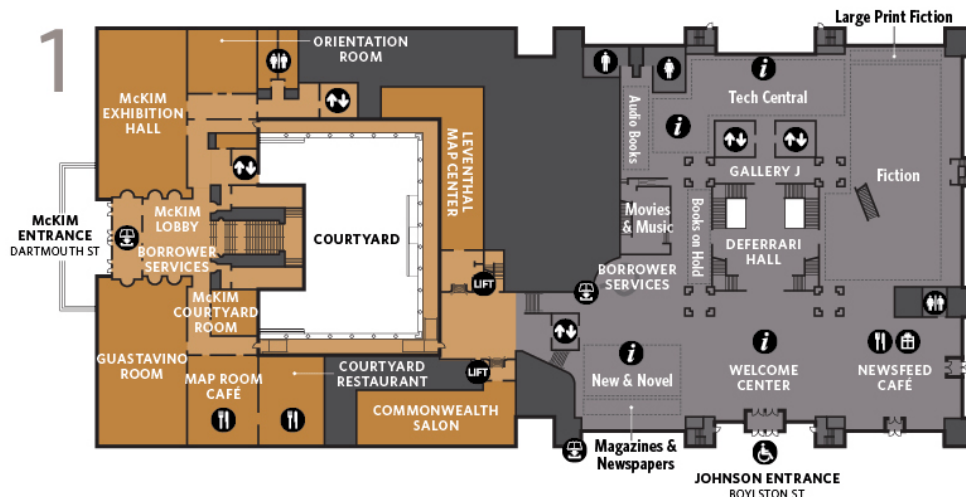 1
Large Print Fiction
ORIENTATION
ROOM
McKIM
EXHIBITION
HALL
i
Tech Central
i
Audio Books
LEVENTHAL
MAP CENTER
GALLERY J
Fiction
McKIM
ENTRANCE
DARTMOUTH ST
McKIM
LOBBY
COURTYARD
Movies
& Music
Books on Hold
BORROWER
SERVICES
DEFERRARI
HALL
BORROWER
SERVICES
LIFT
McKIM
COURTYARD
ROOM
GUASTAVINO
ROOM
MAP ROOM
CAFÉ
COURTYARD
RESTAURANT
LIFT
COMMONWEALTH
SALON
i
New & Novel
i
WELCOME
CENTER
NEWSFEED
CAFÉ
Magazines &
Newspapers
JOHNSON ENTRANCE
BOYLSTON ST